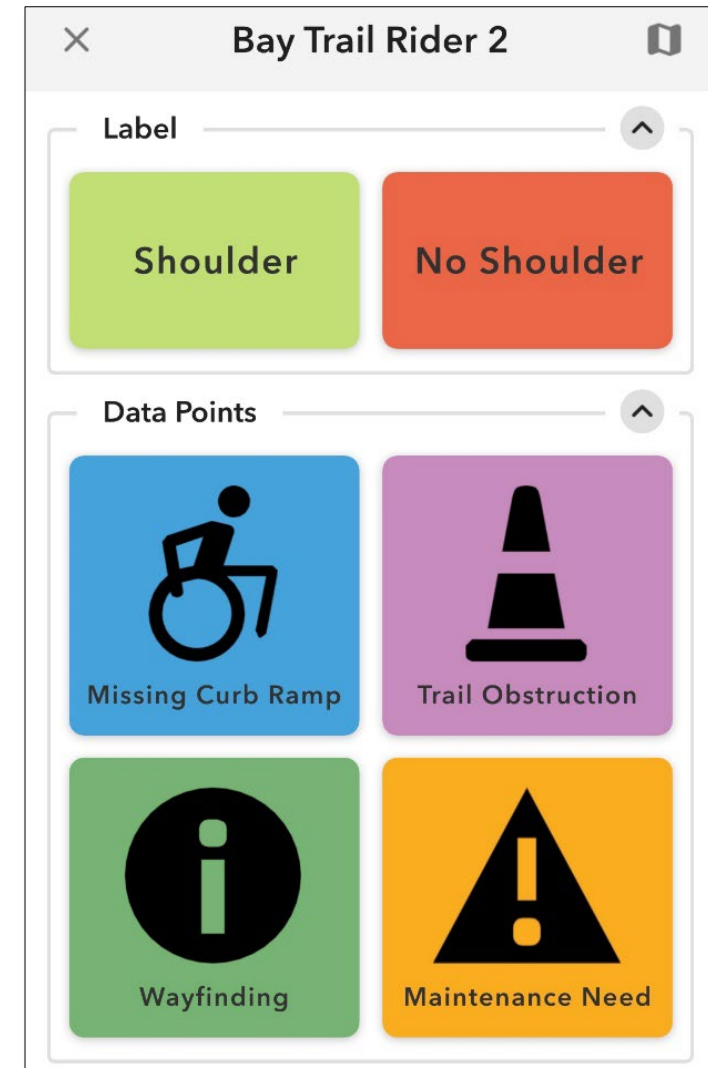 Bay Trail Rider 2
Label
Shoulder
No Shoulder
Data Points
Missing Curb Ramp
Trail Obstruction
Wayfinding
Maintenance Need